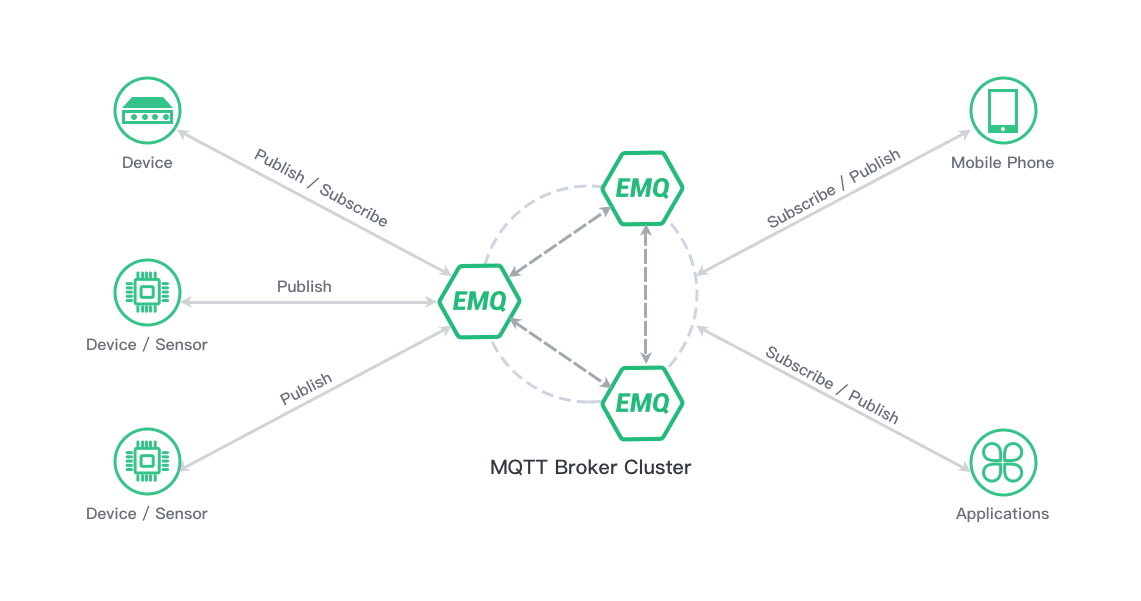 Device
Publish / Subscribe
Publish
Device / Sensor
Publish
Device / Sensor
EMQ
EMQ
EMQ
MQTT Broker Cluster
Subscribe / Publish
Mobile Phone
Subscribe / Publish
Applications